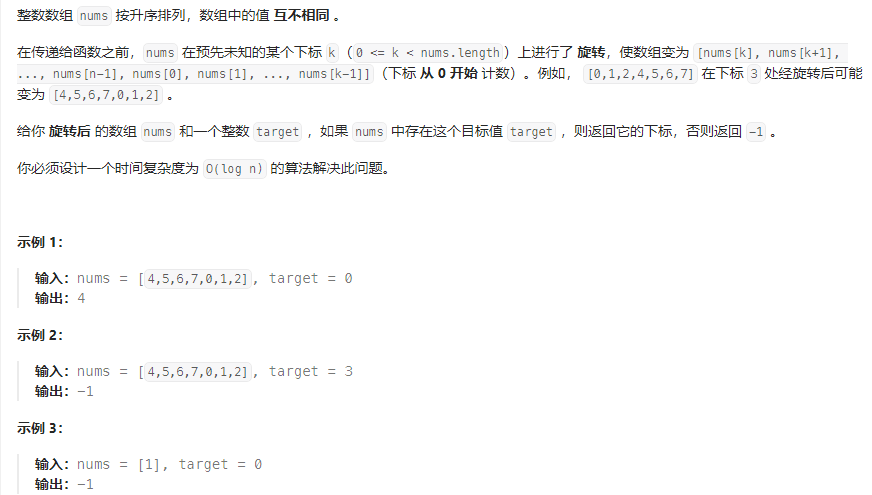 整数数组 nums 按升序排列，数组中的值 互不相同 。
在传递给函数之前，nums 在预先未知的某个下标 k（0 <= k < nums.length）上进行了 旋转，使数组变为 [nums[k], nums[k+1],
..., nums[n-1], nums[0], nums[1], ..., nums[k-1]]（下标 从 0 开始 计数）。例如， [0,1,2,4,5,6,7] 在下标 3 处经旋转后可能
变为 [4,5,6,7,0,1,2] 。
给你 旋转后 的数组 nums 和一个整数 target ，如果 nums 中存在这个目标值 target ，则返回它的下标，否则返回 -1 。
你必须设计一个时间复杂度为 O(log n) 的算法解决此问题。
示例 1：
输入：nums = [4,5,6,7,0,1,2], target = 0
输出：4
示例 2：
输入：nums = [4,5,6,7,0,1,2], target = 3
输出：-1
示例 3：
输入：nums = [1], target = 0
输出：-1